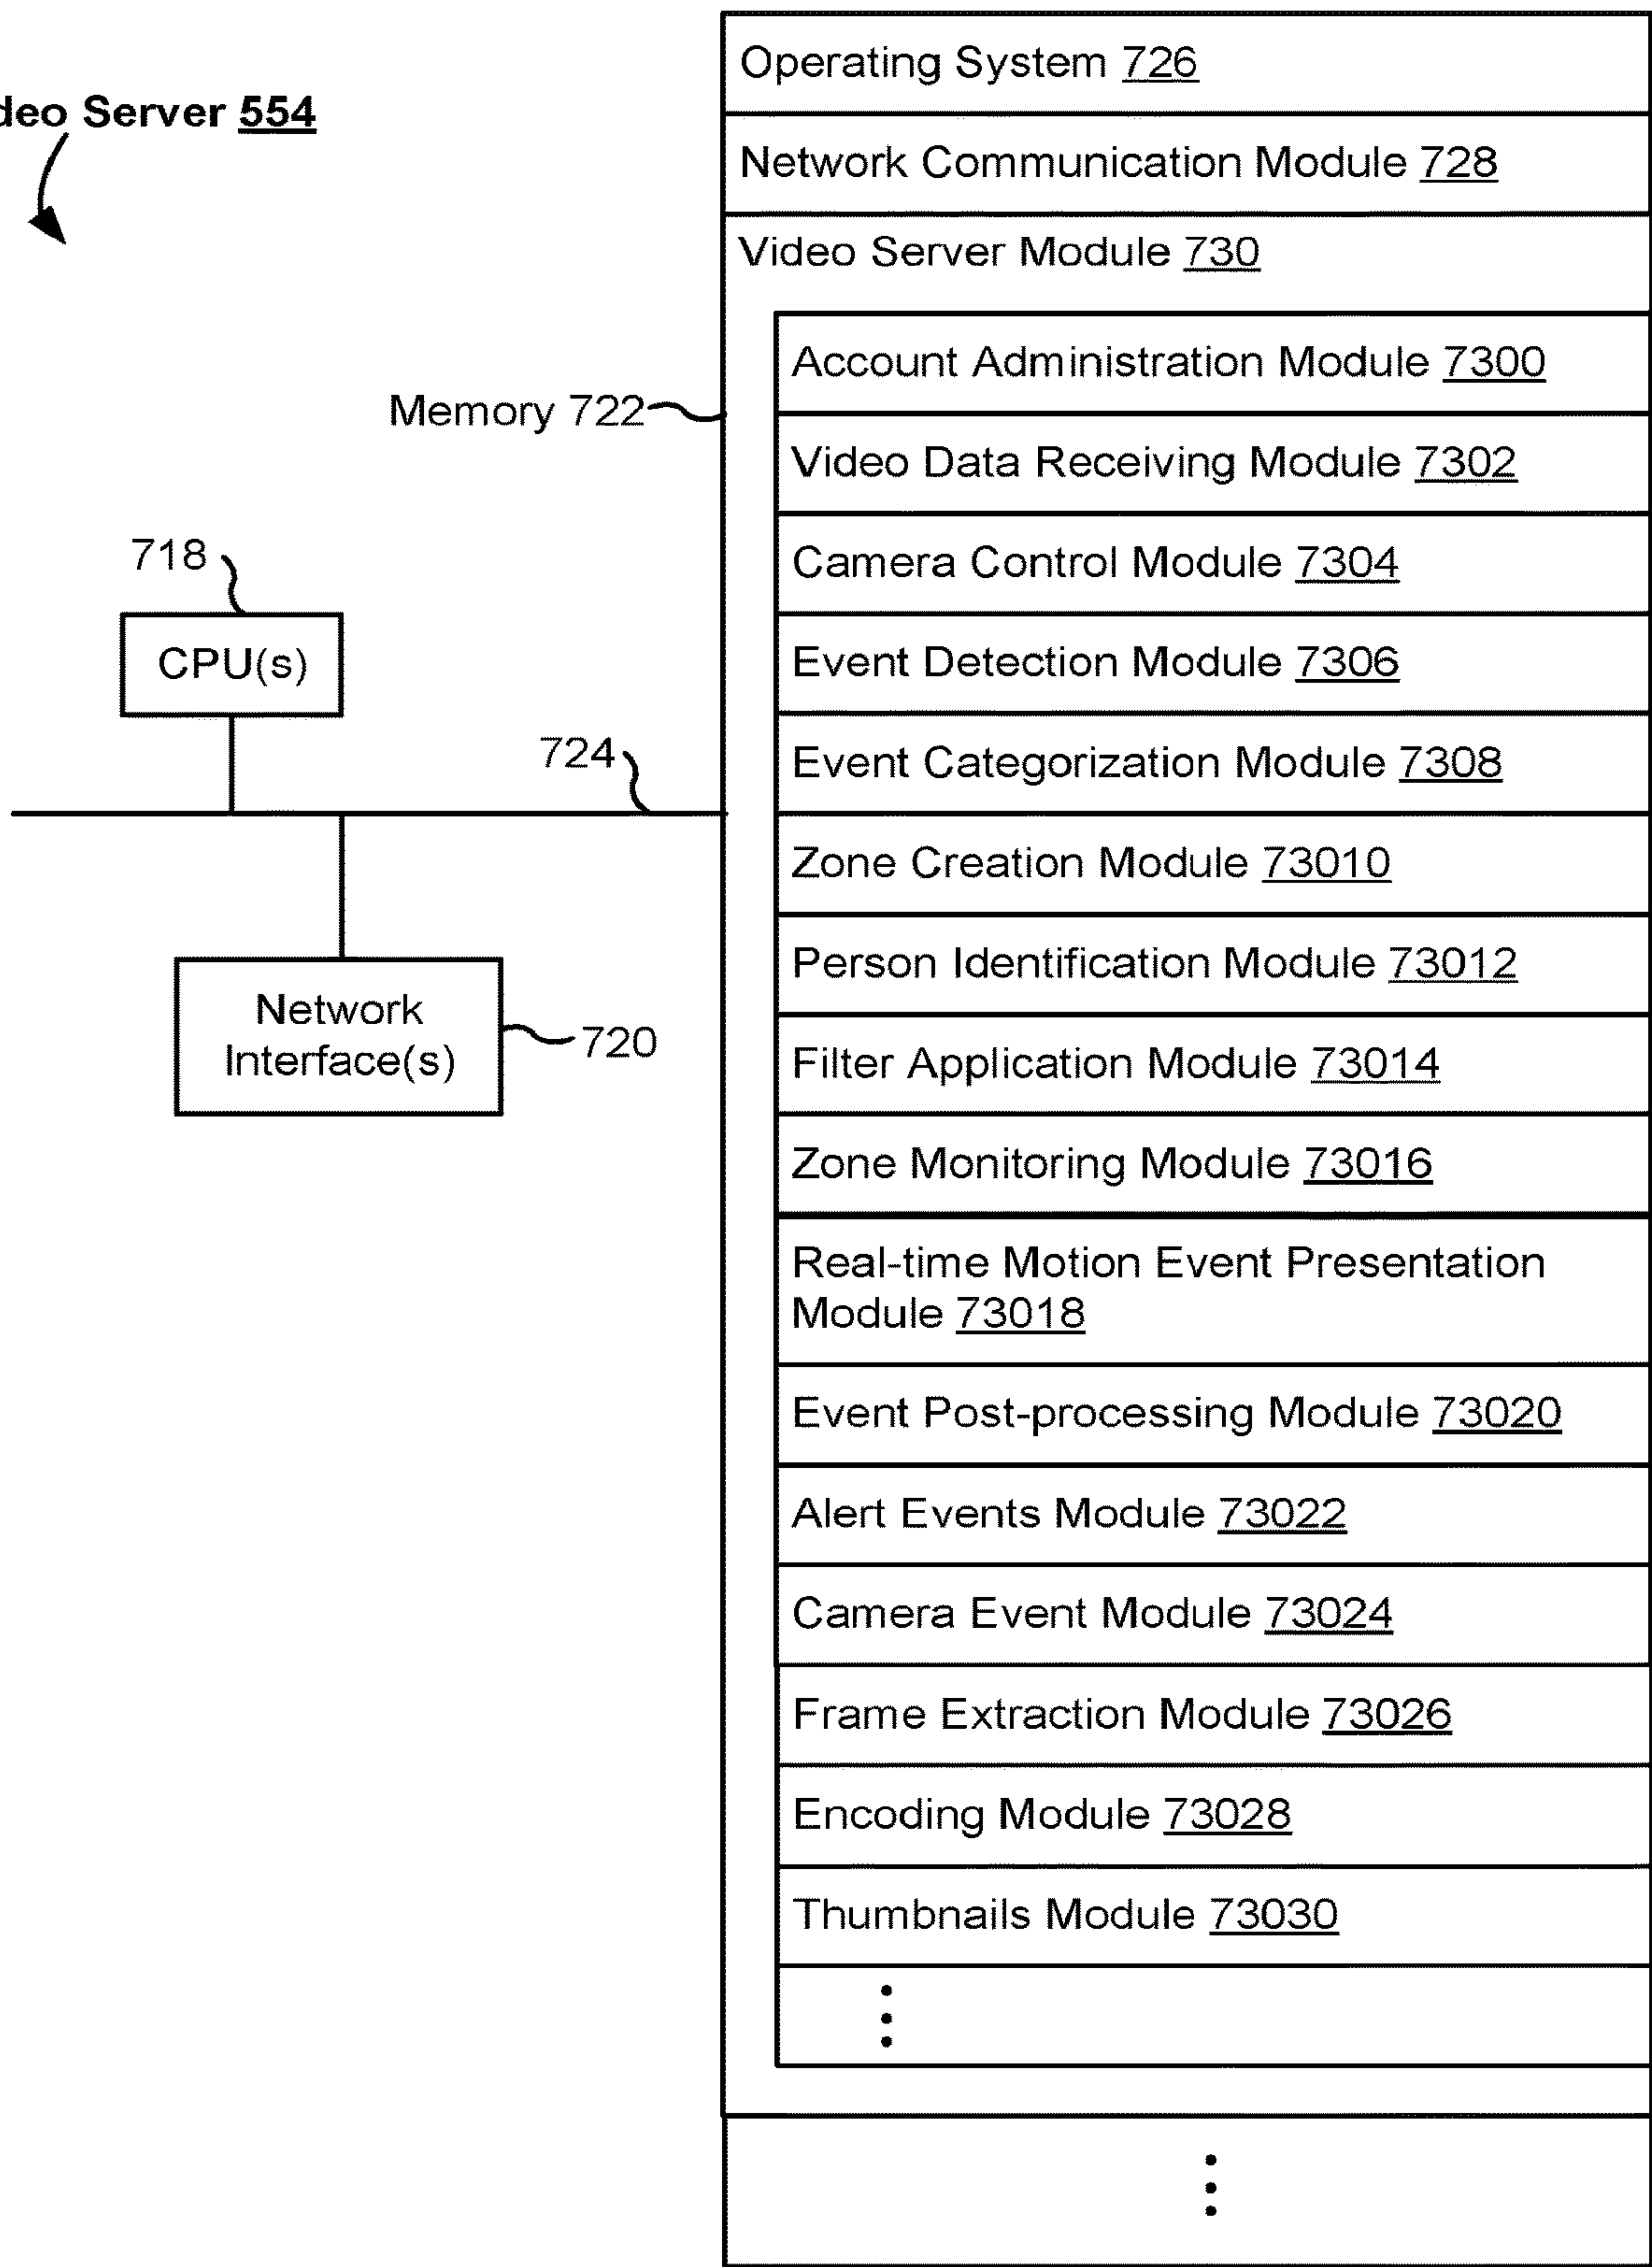 deo Server 554
Operating System 726
Network Communication Module 728
Video Server Module 730
Account Administration Module 7300
Memory 722
Video Data Receiving Module 7302
718
Camera Control Module 7304
CPU(s)
Event Detection Module 7306
724
Event Categorization Module 7308
Zone Creation Module 73010
Person Identification Module 73012
Network
Interface(s)
720
Filter Application Module 73014
Zone Monitoring Module 73016
Real-time Motion Event Presentation
Module 73018
Event Post-processing Module 73020
Alert Events Module 73022
Camera Event Module 73024
Frame Extraction Module 73026
Encoding Module 73028
Thumbnails Module 73030